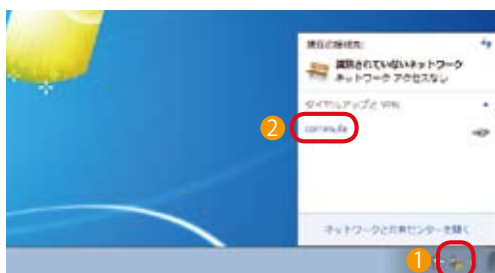 現在の接続先:
識別されていないネットワーク
ネットワーク アクセスなし
ダイヤルアップと VPN
2
commufa
ネットワークと共有センターを開く
1